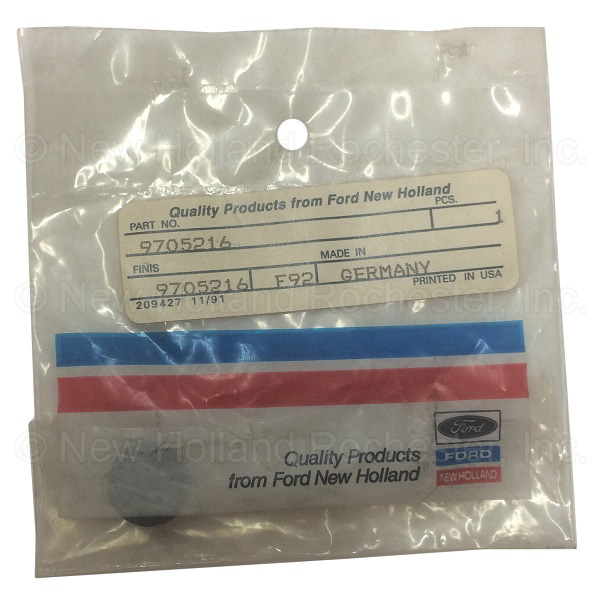 © New Holland Rochester, Inc.
Quality Products from Ford New Holland
PART NO. PCS.
9705216 1
FINIS MADE IN
9705216 F92 GERMANY
209427 11/91 PRINTED IN USA
© New Holland Rochester, Inc.
Ford
© New Holland Rochester, Inc.
Quality Products FORD
from Ford New Holland NEW HOLLAND